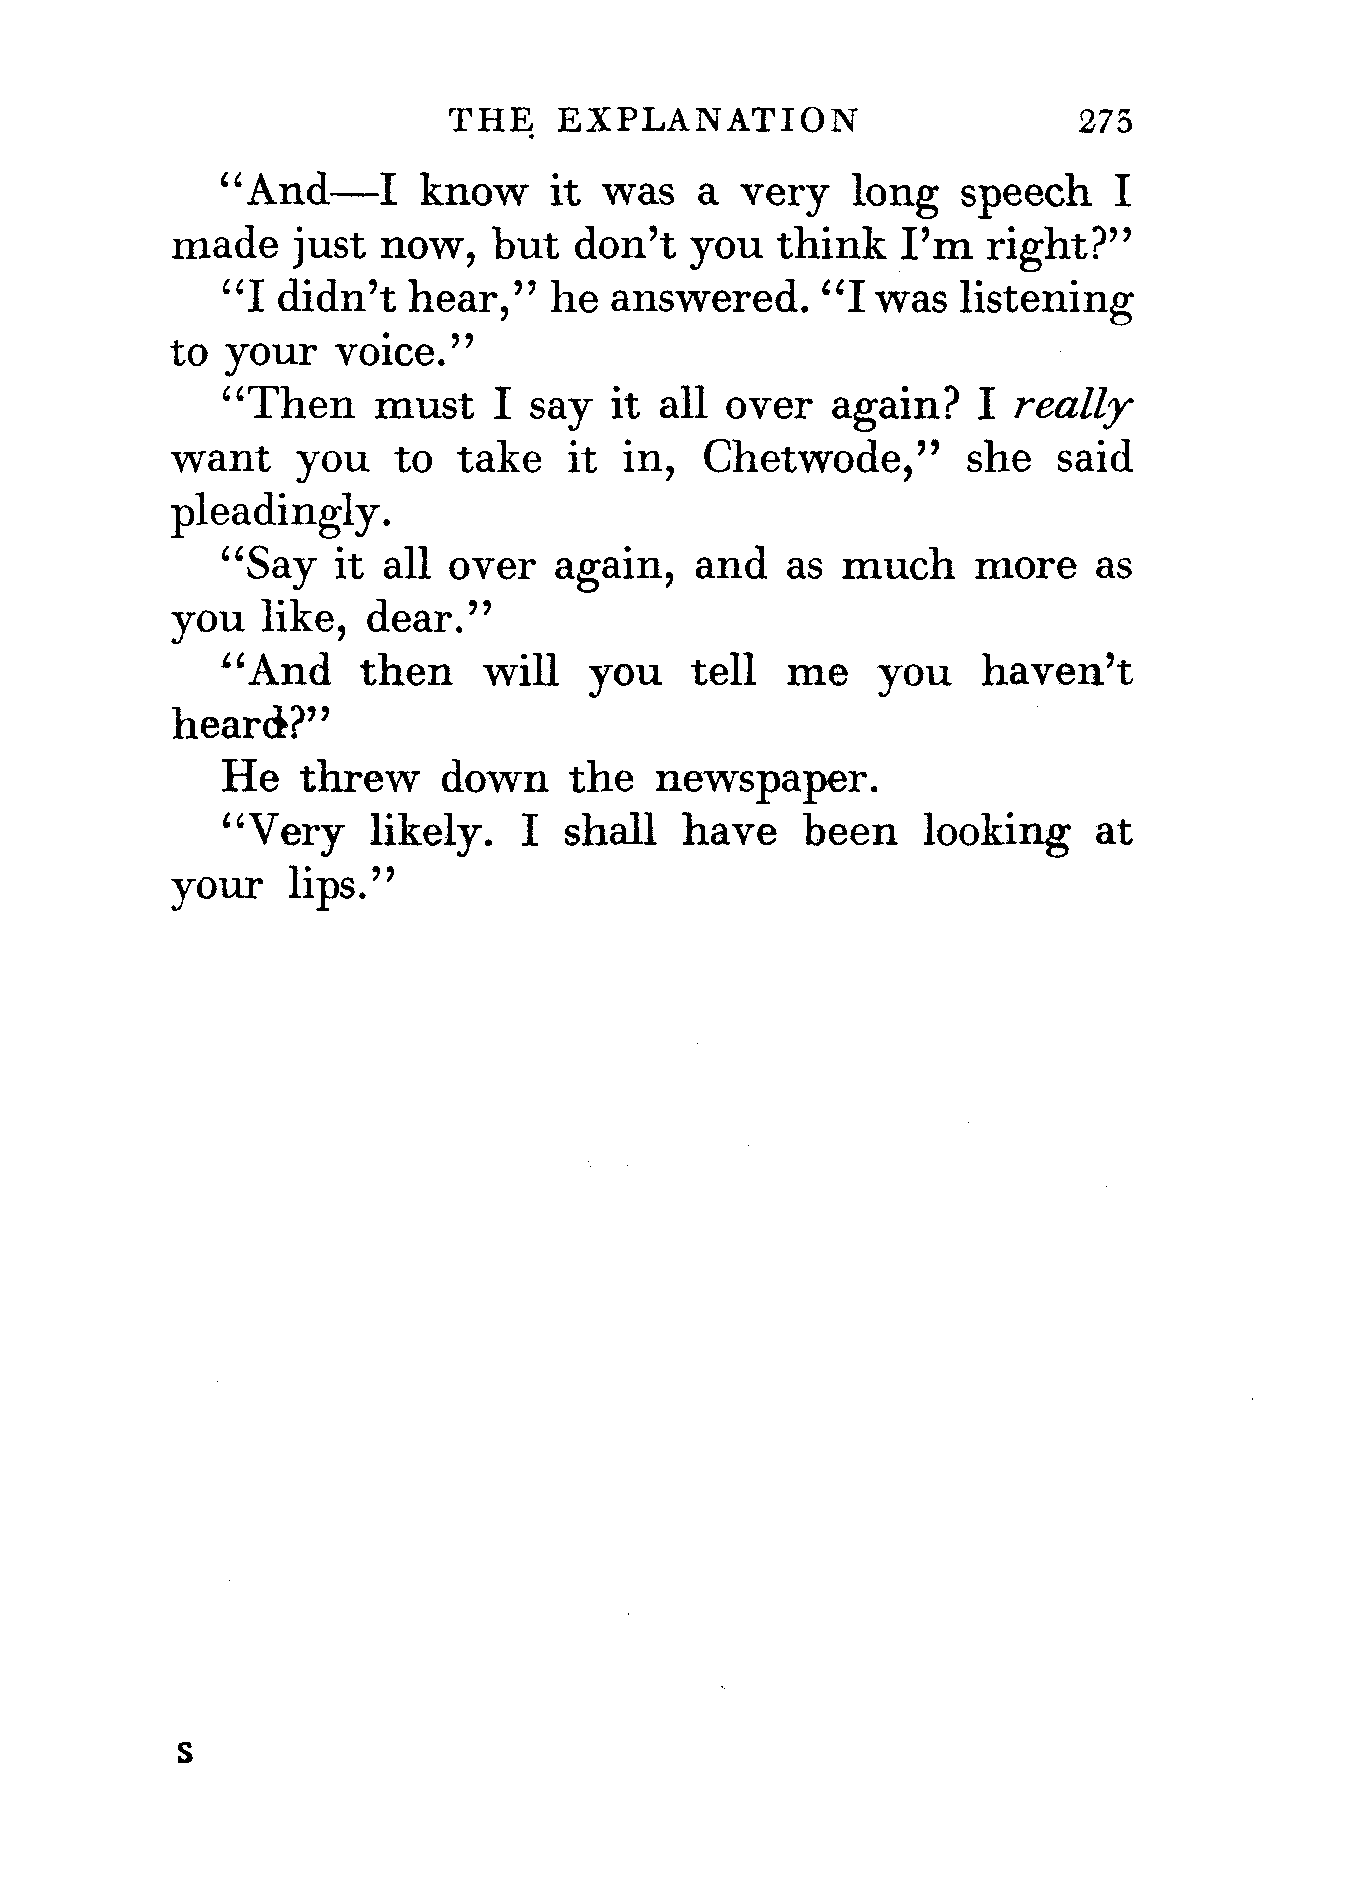 THE EXPLANATION 275
“And—I know it was a very long speech I
made just now, but don’t you think I’m right?”
“I didn’t hear,” he answered. “I was listening
to your voice.”
“Then must I say it all over again? I really
want you to take it in, Chetwode,” she said
pleadingly.
“Say it all over again, and as much more as
you like, dear.”
“And then will you tell me you haven’t
heard?”
He threw down the newspaper.
“Very likely. I shall have been looking at
your lips.”
S